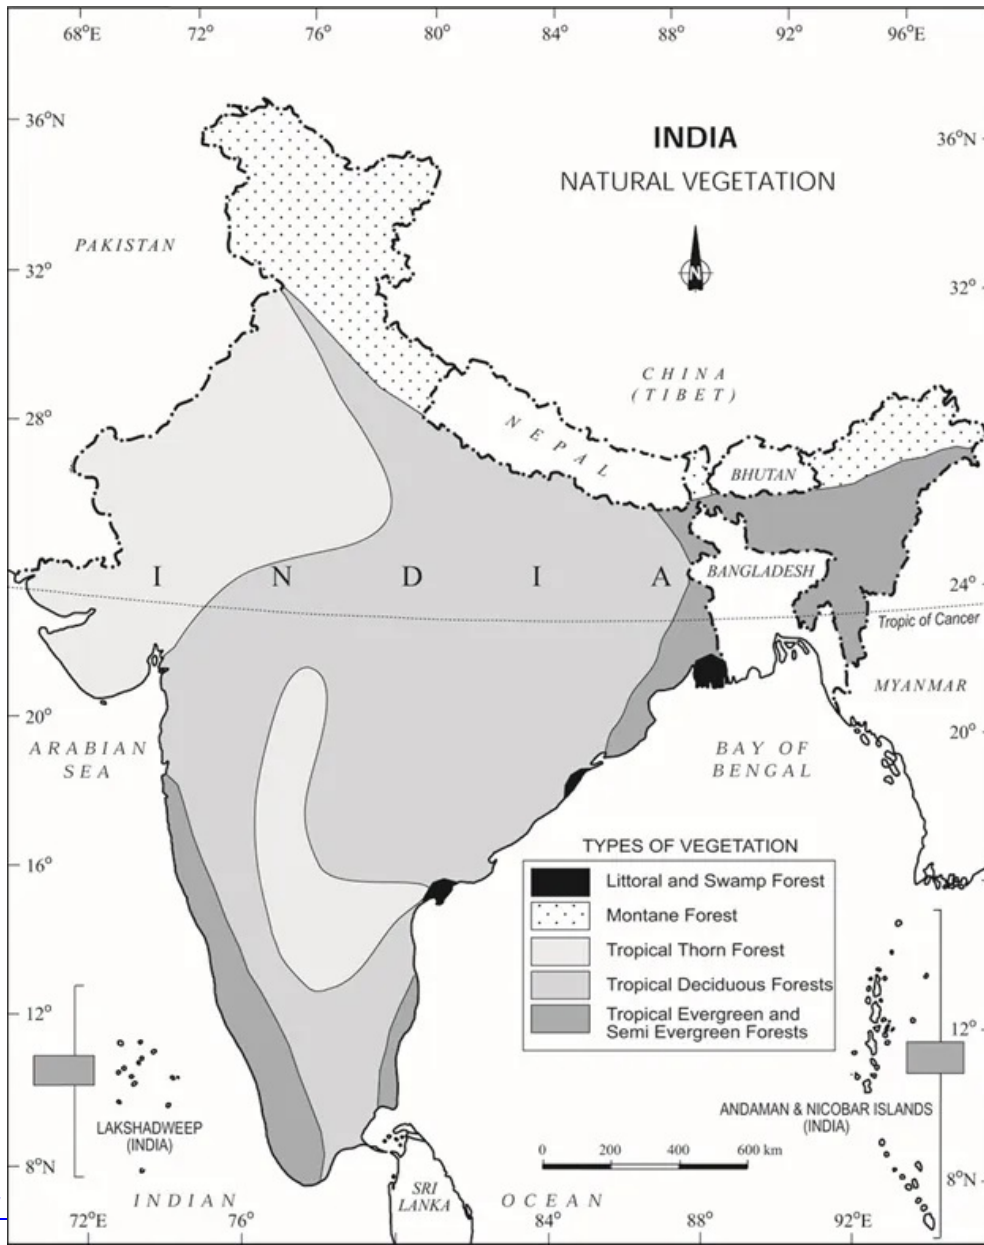 68°E 72° 76° 80° 84° 88° 92° 96°E
36°N
36°N
INDIA
NATURAL VEGETATION
N
PAKISTAN
32°
32°
CHINA
(TIBET)
NEPAL
28°
BHUTAN
INDIA
BANGLADESH
24°
Tropic of Cancer
MYANMAR
20°
20°
ARABIAN
SEA
BAY OF
BENGAL
16°
TYPES OF VEGETATION
Littoral and Swamp Forest
Montane Forest
Tropical Thorn Forest
Tropical Deciduous Forests
Tropical Evergreen and
Semi Evergreen Forests
12°
12°
LAKSHADWEEP
(INDIA)
ANDAMAN & NICOBAR ISLANDS
(INDIA)
0 200 400 600 km
8°N
8°N
INDIAN OCEAN
SRI
LANKA
72°E 76° 84° 88° 92°E